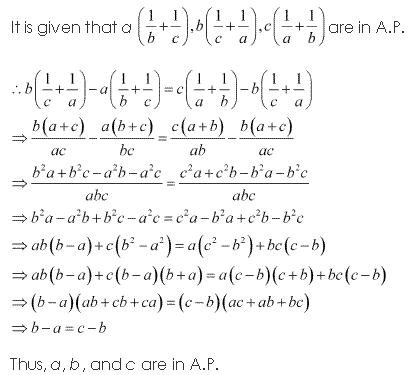 It is given that a (1/b + 1/c), b(1/c + 1/a), c(1/a + 1/b) are in A.P.
∴ b(1/c + 1/a) − a(1/b + 1/c) = c(1/a + 1/b) − b(1/c + 1/a)
⇒ b(a+c)/ac − a(b+c)/bc = c(a+b)/ab − b(a+c)/ac
⇒ (b²a+b²c−a²b−a²c)/abc = (c²a+c²b−b²a−b²c)/abc
⇒ b²a−a²b+b²c−a²c = c²a−b²a+c²b−b²c
⇒ ab(b−a)+c(b²−a²) = a(c²−b²)+bc(c−b)
⇒ ab(b−a)+c(b−a)(b+a) = a(c−b)(c+b)+bc(c−b)
⇒ (b−a)(ab+cb+ca) = (c−b)(ac+ab+bc)
⇒ b−a = c−b
Thus, a, b, and c are in A.P.